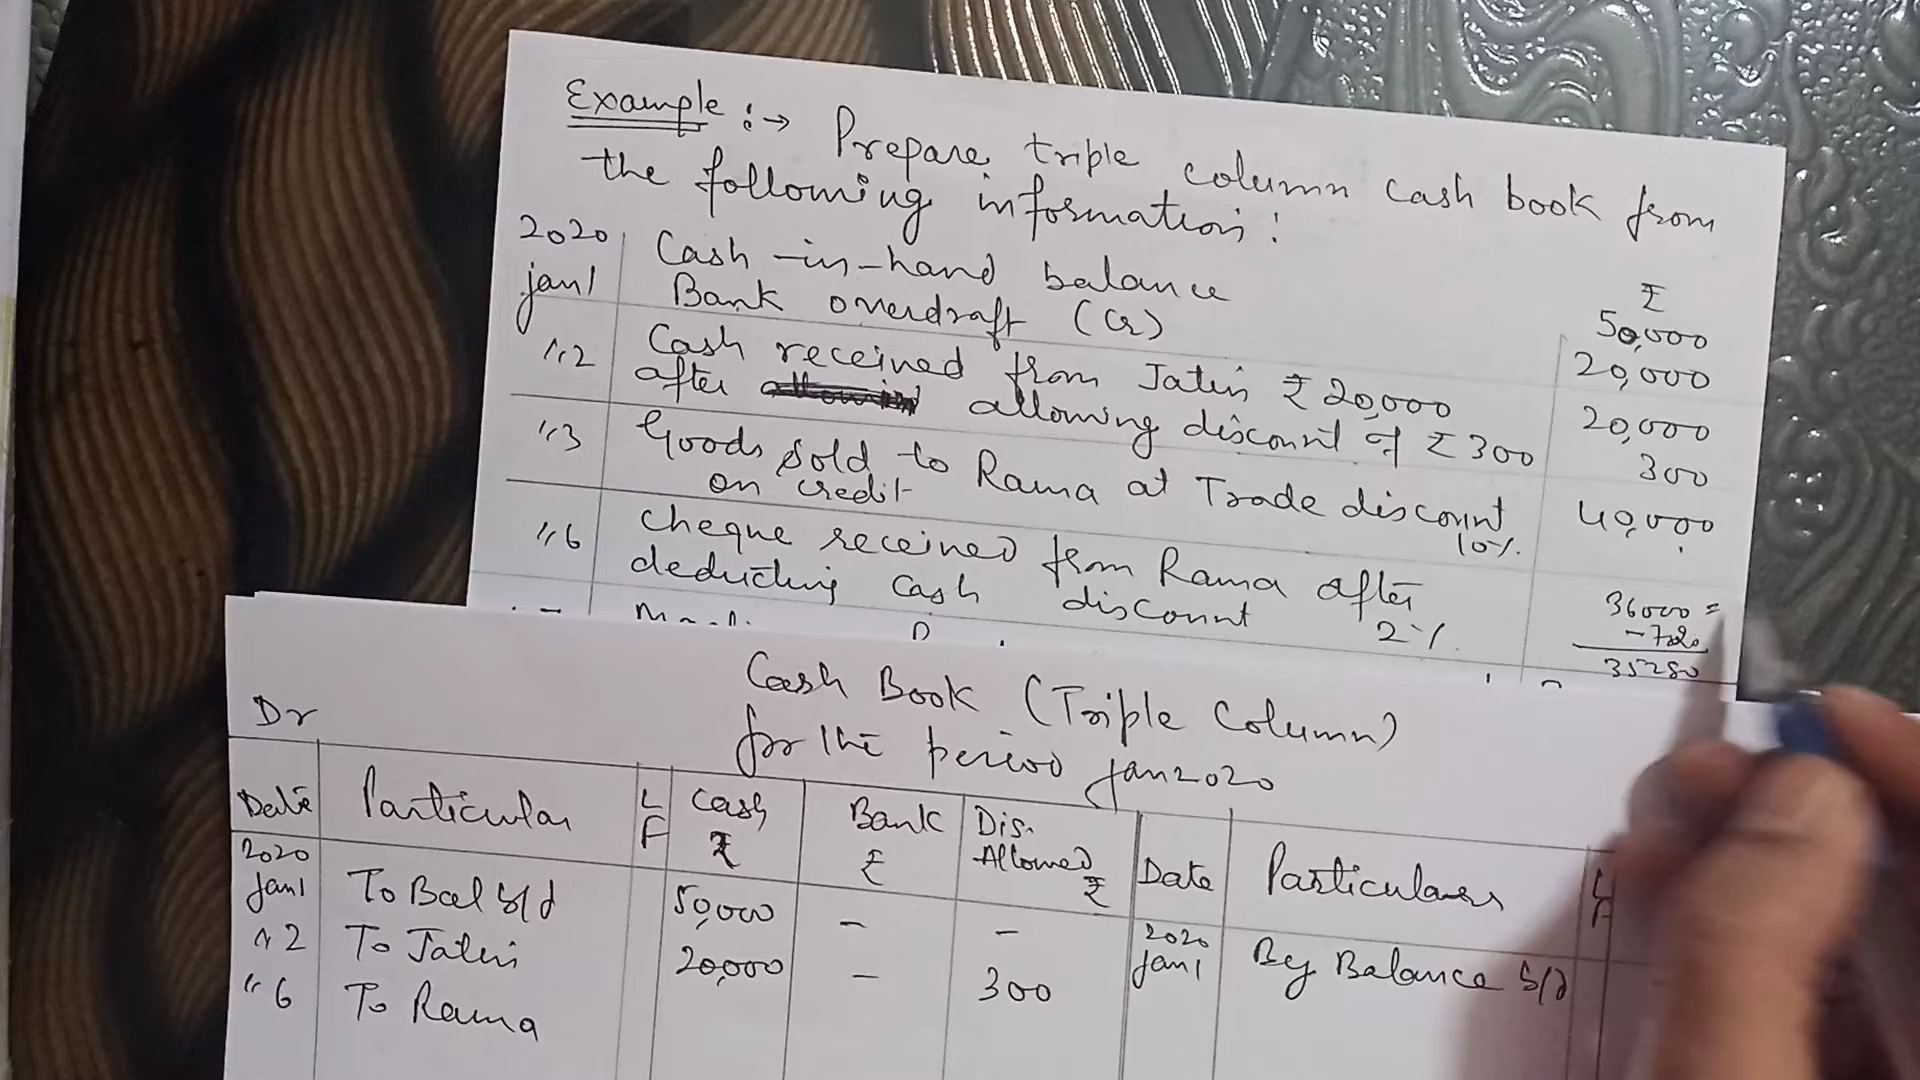 Example :→ Prepare triple column cash book from
the following information :
₹
2020
Jan 1 Cash-in-hand balance 50,000
Bank overdraft (Cr) 20,000
〃 2 Cash received from Jatin ₹ 20,000 20,000
after allowing discount of ₹ 300 300
〃 3 Goods sold to Rama at Trade discount 10%. 40,000
on credit
〃 6 Cheque received from Rama after 36000 =
deducting cash discount 2%. - 720
35280
Cash Book (Triple Column)
Dr
for the period Jan 2020
Date Particular L F Cash ₹ Bank ₹ Dis. Allowed ₹ Date Particulars L F
2020 2020
Jan 1 To Bal b/d 50,000 - - Jan 1 By Balance b/d
〃 2 To Jatin 20,000 - 300
〃 6 To Rama